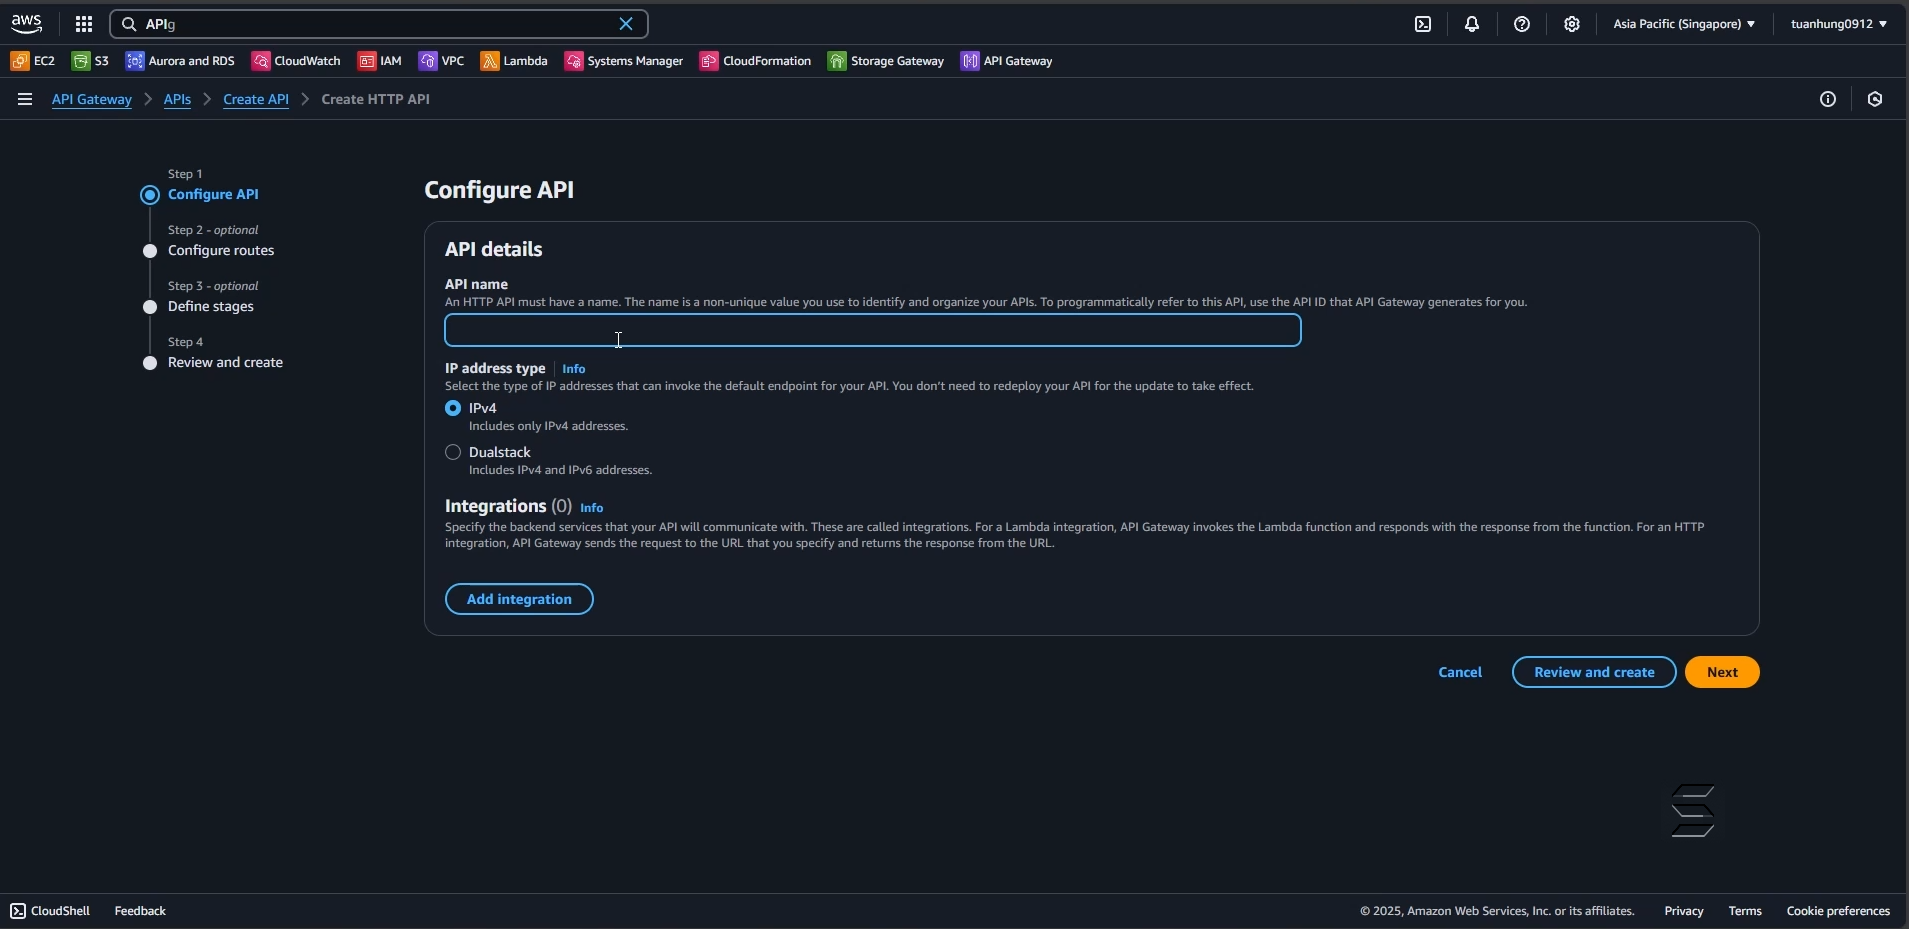 aws
APIg
Asia Pacific (Singapore)
tuanhung0912
EC2
S3
Aurora and RDS
CloudWatch
IAM
VPC
Lambda
Systems Manager
CloudFormation
Storage Gateway
API Gateway
API Gateway > APIs > Create API > Create HTTP API
Step 1
Configure API
Step 2 - optional
Configure routes
Step 3 - optional
Define stages
Step 4
Review and create
Configure API
API details
API name
An HTTP API must have a name. The name is a non-unique value you use to identify and organize your APIs. To programmatically refer to this API, use the API ID that API Gateway generates for you.
IP address type | Info
Select the type of IP addresses that can invoke the default endpoint for your API. You don't need to redeploy your API for the update to take effect.
IPv4
Includes only IPv4 addresses.
Dualstack
Includes IPv4 and IPv6 addresses.
Integrations (0) Info
Specify the backend services that your API will communicate with. These are called integrations. For a Lambda integration, API Gateway invokes the Lambda function and responds with the response from the function. For an HTTP
integration, API Gateway sends the request to the URL that you specify and returns the response from the URL.
Add integration
Cancel
Review and create
Next
CloudShell
Feedback
© 2025, Amazon Web Services, Inc. or its affiliates.
Privacy
Terms
Cookie preferences